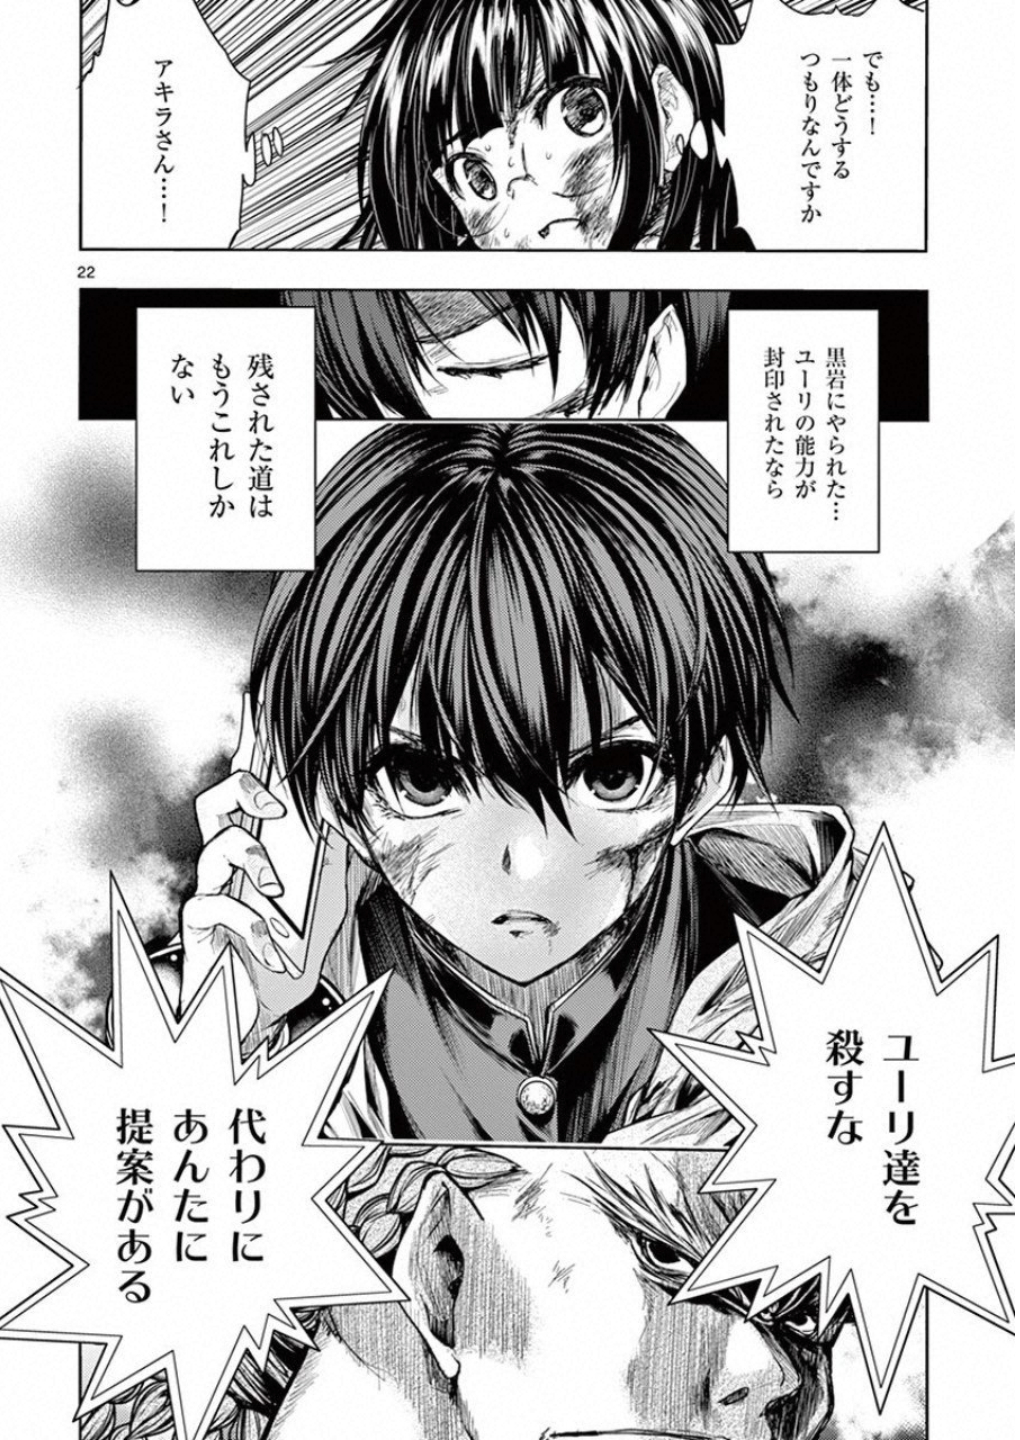 でも…!
一体どうする
つもりなんですか
アキラさん…!
22
黒岩にやられた…
ユーリの能力が
封印されたなら
残された道は
もうこれしか
ない
ユーリ達を
殺すな
代わりに
あんたに
提案がある